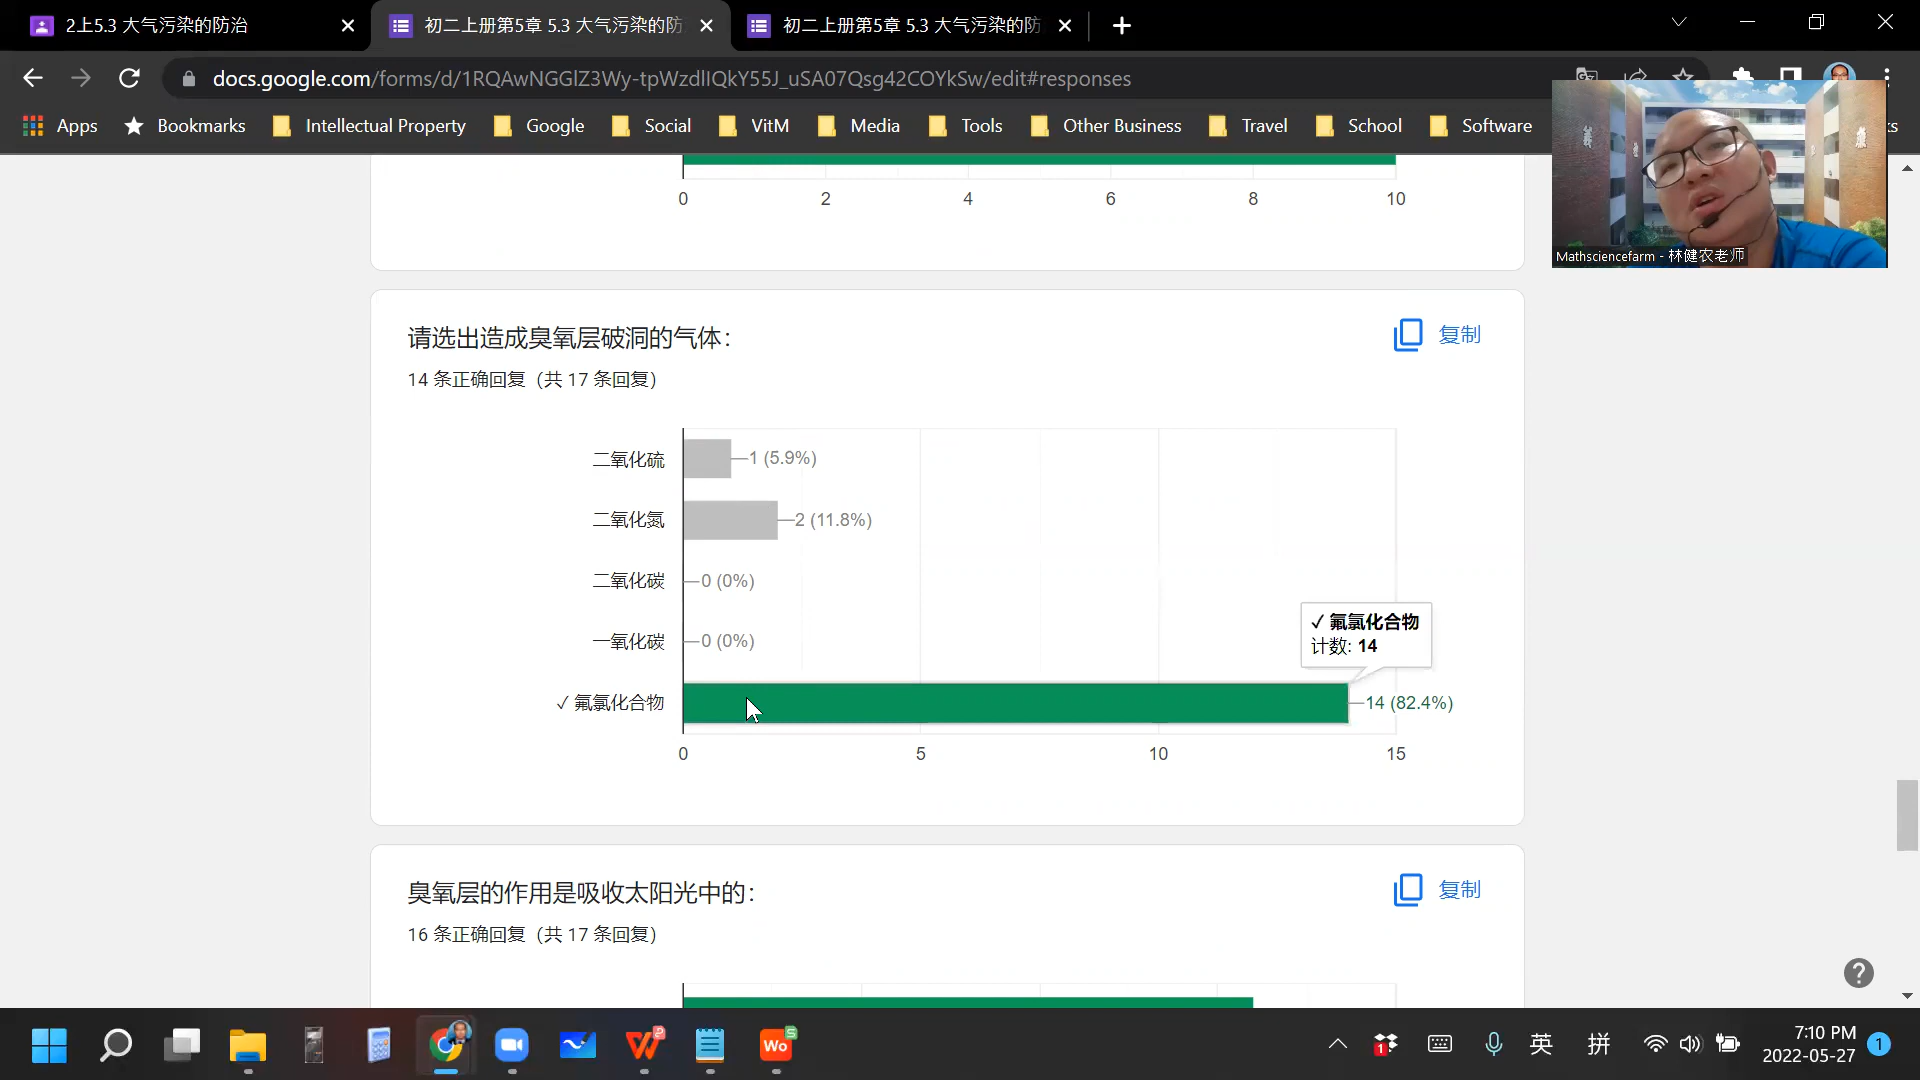 2上5.3 大气污染的防治
初二上册第5章 5.3 大气污染的防
初二上册第5章 5.3 大气污染的防
docs.google.com/forms/d/1RQAwNGGlZ3Wy-tpWzdlIQkY55J_uSA07Qsg42COYkSw/edit#responses
Apps Bookmarks Intellectual Property Google Social VitM Media Tools Other Business Travel School Software ks
Mathsciencefarm - 林健农老师
0 2 4 6 8 10
请选出造成臭氧层破洞的气体：
复制
14 条正确回复（共 17 条回复）
二氧化硫 1 (5.9%)
二氧化氮 2 (11.8%)
二氧化碳 0 (0%)
一氧化碳 0 (0%)
✓ 氟氯化合物
计数: 14
✓ 氟氯化合物 14 (82.4%)
0 5 10 15
臭氧层的作用是吸收太阳光中的：
复制
16 条正确回复（共 17 条回复）
英 拼
7:10 PM
2022-05-27
1